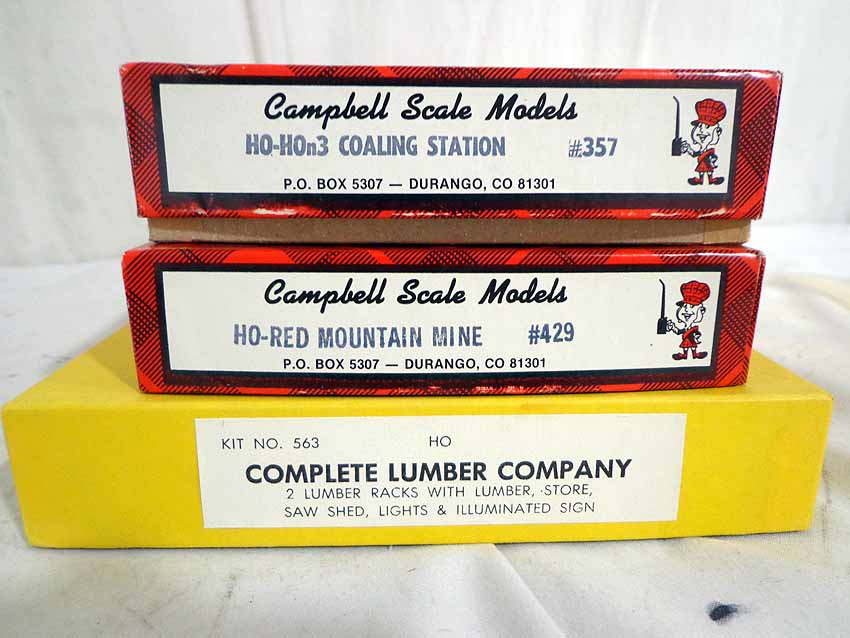 Campbell Scale Models
HO-HOn3 COALING STATION #357
P.O. BOX 5307 — DURANGO, CO 81301
Campbell Scale Models
HO-RED MOUNTAIN MINE #429
P.O. BOX 5307 — DURANGO, CO 81301
KIT NO. 563 HO
COMPLETE LUMBER COMPANY
2 LUMBER RACKS WITH LUMBER, STORE,
SAW SHED, LIGHTS & ILLUMINATED SIGN